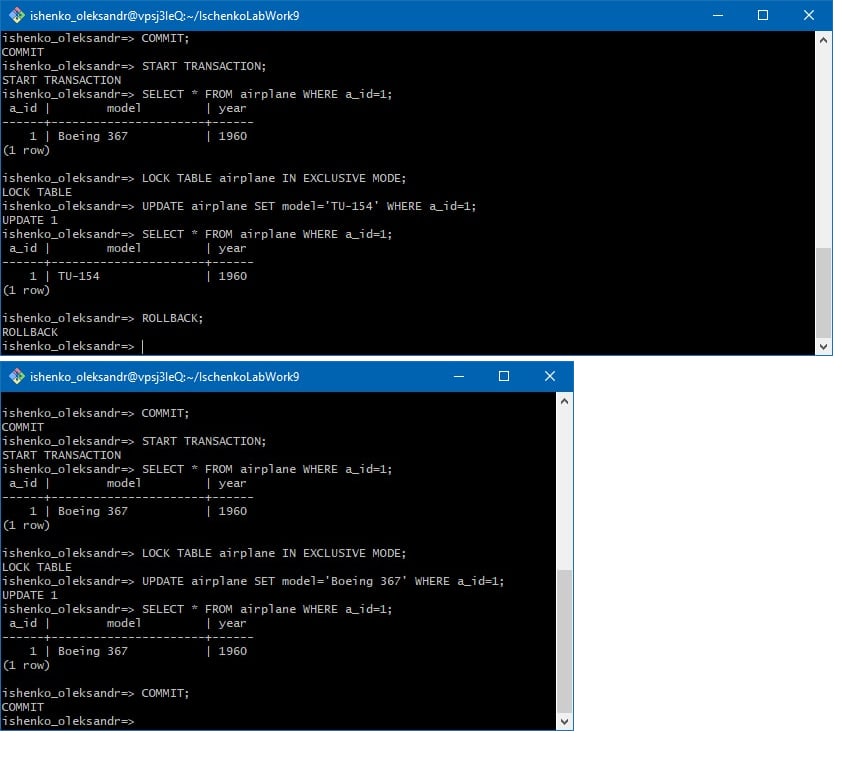 ishenko_oleksandr@vpsj3leQ:~/IschenkoLabWork9
ishenko_oleksandr=> COMMIT;
COMMIT
ishenko_oleksandr=> START TRANSACTION;
START TRANSACTION
ishenko_oleksandr=> SELECT * FROM airplane WHERE a_id=1;
 a_id |        model         | year
------+----------------------+------
    1 | Boeing 367           | 1960
(1 row)
ishenko_oleksandr=> LOCK TABLE airplane IN EXCLUSIVE MODE;
LOCK TABLE
ishenko_oleksandr=> UPDATE airplane SET model='TU-154' WHERE a_id=1;
UPDATE 1
ishenko_oleksandr=> SELECT * FROM airplane WHERE a_id=1;
 a_id |        model         | year
------+----------------------+------
    1 | TU-154               | 1960
(1 row)
ishenko_oleksandr=> ROLLBACK;
ROLLBACK
ishenko_oleksandr=>
ishenko_oleksandr@vpsj3leQ:~/IschenkoLabWork9
ishenko_oleksandr=> COMMIT;
COMMIT
ishenko_oleksandr=> START TRANSACTION;
START TRANSACTION
ishenko_oleksandr=> SELECT * FROM airplane WHERE a_id=1;
 a_id |        model         | year
------+----------------------+------
    1 | Boeing 367           | 1960
(1 row)
ishenko_oleksandr=> LOCK TABLE airplane IN EXCLUSIVE MODE;
LOCK TABLE
ishenko_oleksandr=> UPDATE airplane SET model='Boeing 367' WHERE a_id=1;
UPDATE 1
ishenko_oleksandr=> SELECT * FROM airplane WHERE a_id=1;
 a_id |        model         | year
------+----------------------+------
    1 | Boeing 367           | 1960
(1 row)
ishenko_oleksandr=> COMMIT;
COMMIT
ishenko_oleksandr=>